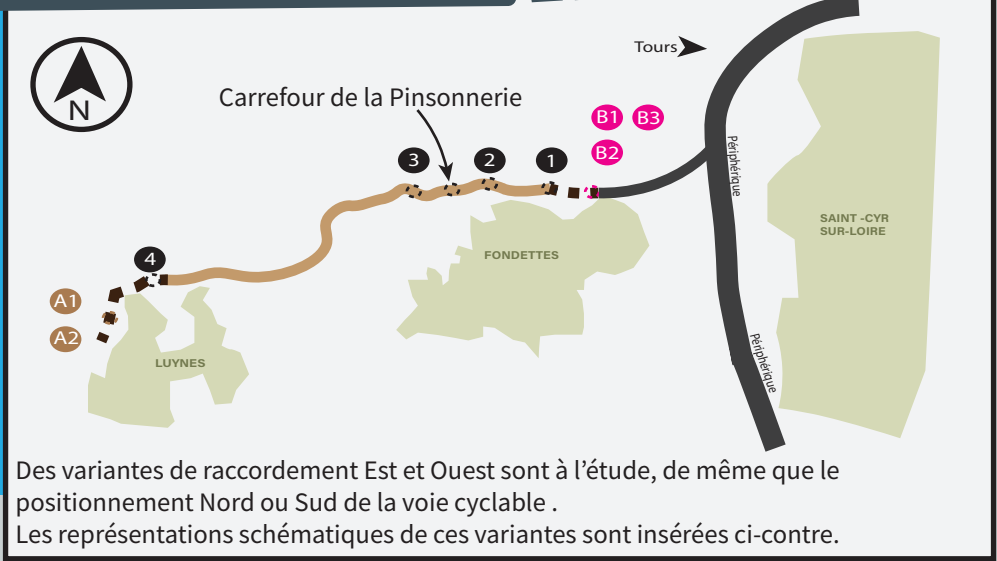 Tours
N
Carrefour de la Pinsonnerie
B1 B3
B2
3
2
1
Périphérique
SAINT -CYR
SUR-LOIRE
FONDETTES
4
A1
A2
LUYNES
Périphérique
Des variantes de raccordement Est et Ouest sont à l’étude, de même que le
positionnement Nord ou Sud de la voie cyclable .
Les représentations schématiques de ces variantes sont insérées ci-contre.